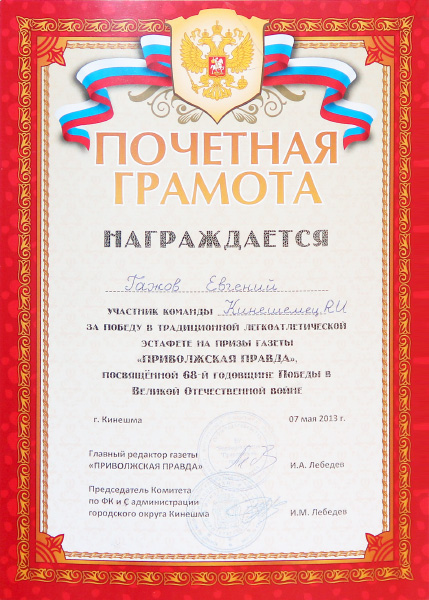 ПОЧЕТНАЯ
ГРАМОТА
НАГРАЖДАЕТСЯ
Гажов Евгений
УЧАСТНИК КОМАНДЫ Кинешемец.RU
ЗА ПОБЕДУ В ТРАДИЦИОННОЙ ЛЕГКОАТЛЕТИЧЕСКОЙ
ЭСТАФЕТЕ НА ПРИЗЫ ГАЗЕТЫ
«ПРИВОЛЖСКАЯ ПРАВДА»,
ПОСВЯЩЁННОЙ 68-Й ГОДОВЩИНЕ ПОБЕДЫ В
ВЕЛИКОЙ ОТЕЧЕСТВЕННОЙ ВОЙНЕ
г. Кинешма 07 мая 2013 г.
Главный редактор газеты
«ПРИВОЛЖСКАЯ ПРАВДА» И.А. Лебедев
Председатель Комитета
по ФК и С администрации
городского округа Кинешма И.М. Лебедев